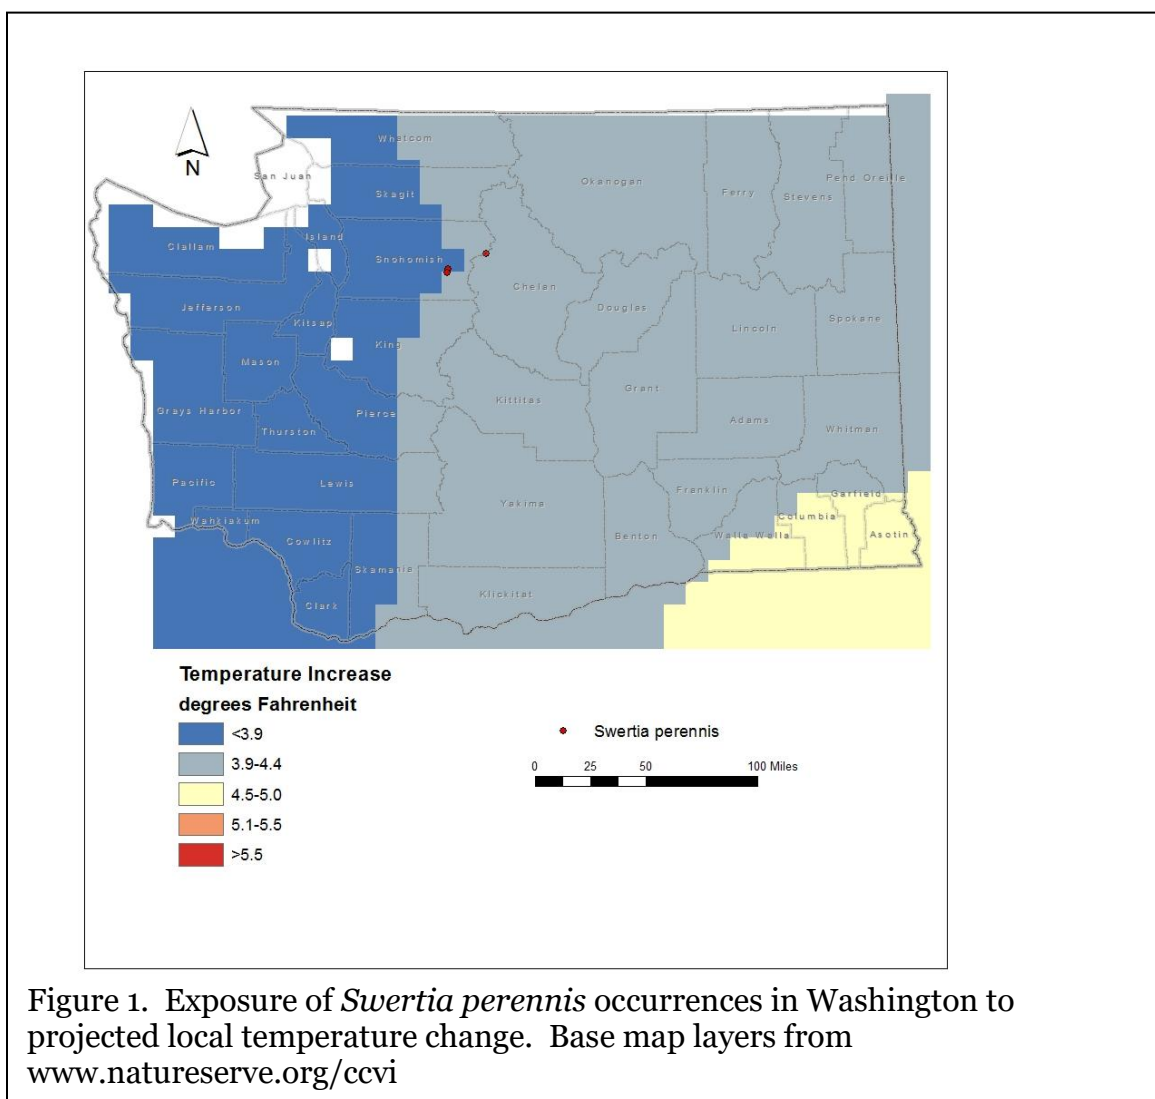 N
Whatcom
San Juan
Skagit
Okanogan
Ferry
Stevens
Pend Oreille
Island
Clallam
Snohomish
Chelan
Jefferson
Kitsap
Douglas
Lincoln
Spokane
King
Mason
Grant
Kittitas
Grays Harbor
Pierce
Thurston
Adams
Whitman
Pacific
Lewis
Yakima
Franklin
Garfield
Columbia
Wahkiakum
Cowlitz
Benton
Walla Walla
Asotin
Skamania
Klickitat
Clark
Temperature Increase
degrees Fahrenheit
<3.9
3.9-4.4
4.5-5.0
5.1-5.5
>5.5
Swertia perennis
0 25 50 100 Miles
Figure 1. Exposure of Swertia perennis occurrences in Washington to
projected local temperature change. Base map layers from
www.natureserve.org/ccvi